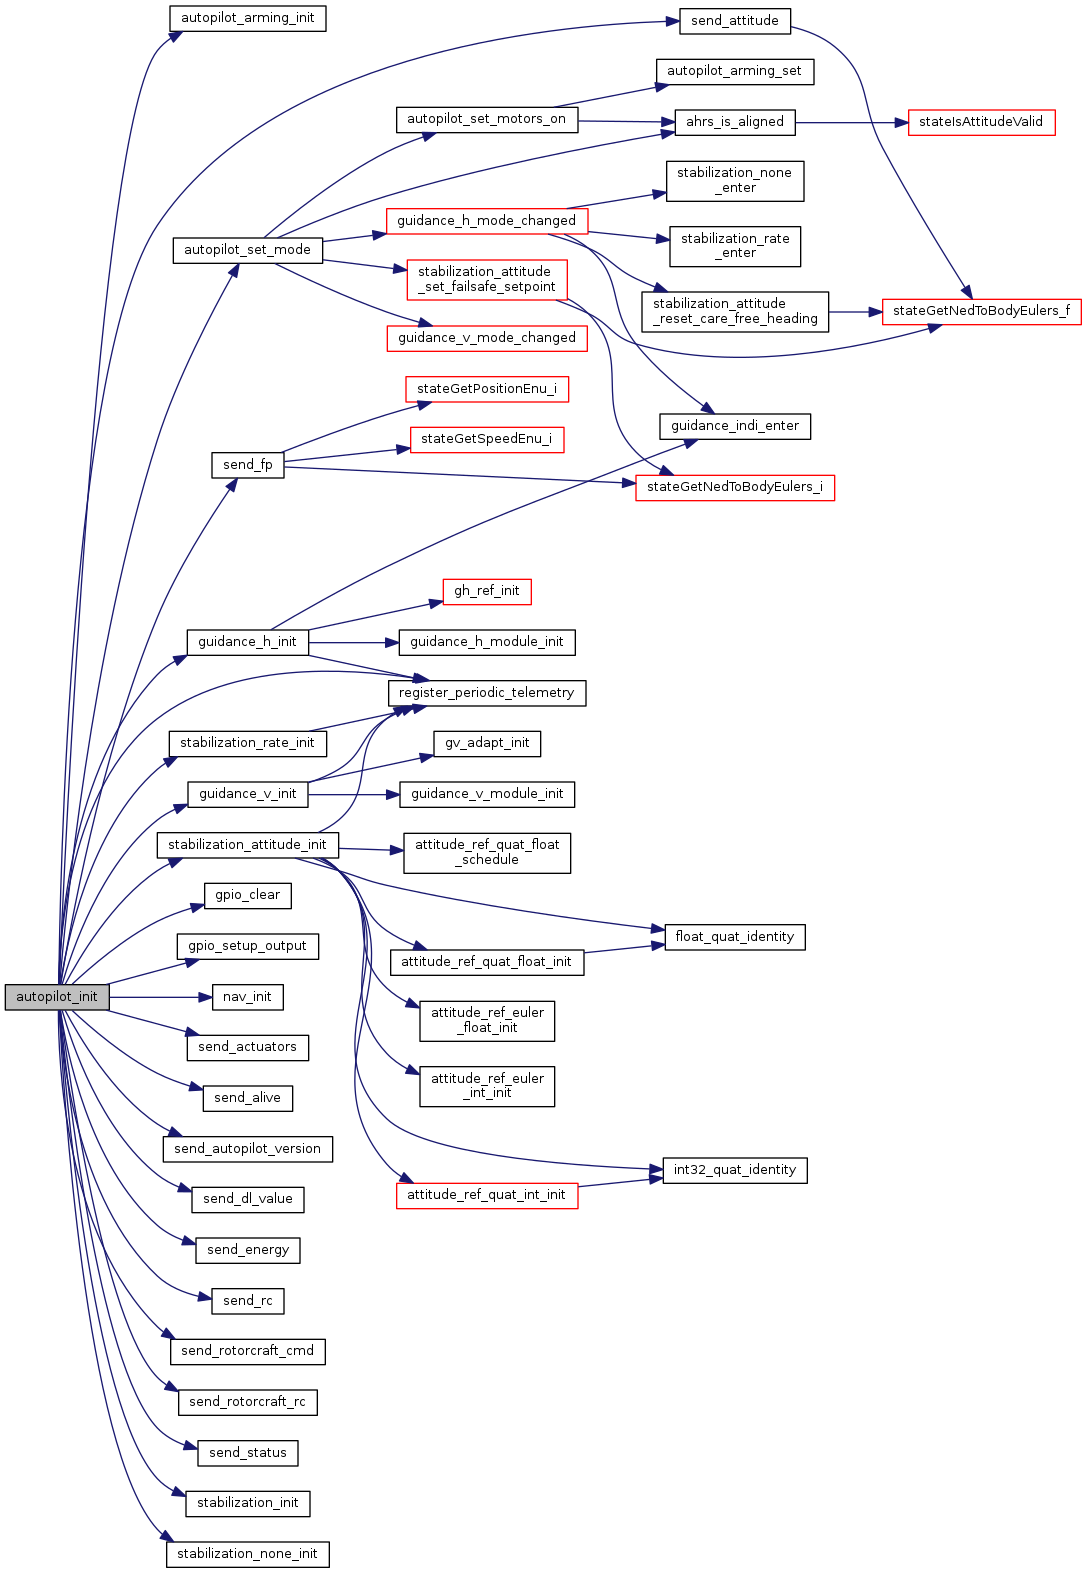 autopilot_arming_init
send_attitude
autopilot_arming_set
autopilot_set_motors_on
ahrs_is_aligned
stateIsAttitudeValid
stabilization_none
_enter
guidance_h_mode_changed
stabilization_rate
_enter
autopilot_set_mode
stabilization_attitude
_set_failsafe_setpoint
stabilization_attitude
_reset_care_free_heading
stateGetNedToBodyEulers_f
guidance_v_mode_changed
stateGetPositionEnu_i
guidance_indi_enter
stateGetSpeedEnu_i
send_fp
stateGetNedToBodyEulers_i
gh_ref_init
guidance_h_init
guidance_h_module_init
register_periodic_telemetry
stabilization_rate_init
gv_adapt_init
guidance_v_init
guidance_v_module_init
stabilization_attitude_init
attitude_ref_quat_float
_schedule
gpio_clear
float_quat_identity
gpio_setup_output
attitude_ref_quat_float_init
autopilot_init
nav_init
attitude_ref_euler
_float_init
send_actuators
attitude_ref_euler
_int_init
send_alive
send_autopilot_version
int32_quat_identity
send_dl_value
attitude_ref_quat_int_init
send_energy
send_rc
send_rotorcraft_cmd
send_rotorcraft_rc
send_status
stabilization_init
stabilization_none_init